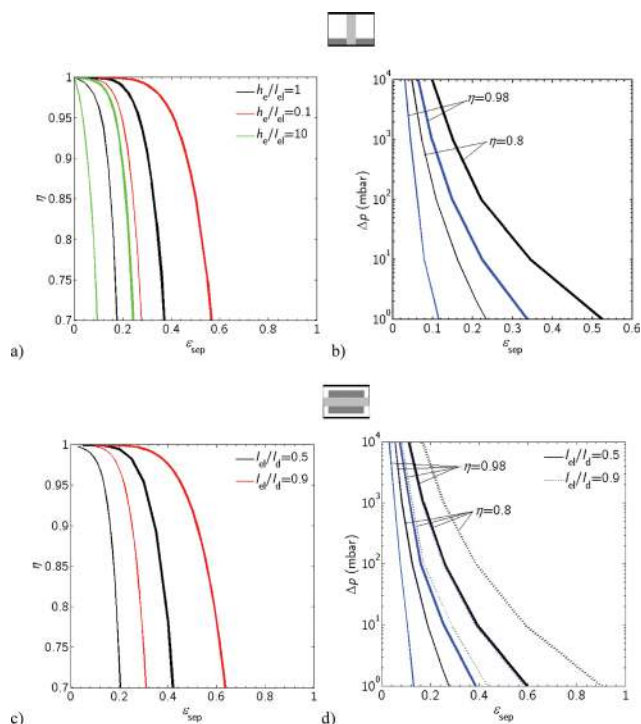 1
0.95
0.9
0.85
0.8
0.75
0.7
η
h_e/l_el=1
h_e/l_el=0.1
h_e/l_el=10
0 0.2 0.4 0.6 0.8 1
ε_sep
a)
10^4
10^3
10^2
10^1
10^0
Δp (mbar)
η=0.98
η=0.8
0 0.1 0.2 0.3 0.4 0.5 0.6
ε_sep
b)
1
0.95
0.9
0.85
0.8
0.75
0.7
η
l_el/l_d=0.5
l_el/l_d=0.9
0 0.2 0.4 0.6 0.8 1
ε_sep
c)
10^4
10^3
10^2
10^1
10^0
Δp (mbar)
η=0.98
η=0.8
l_el/l_d=0.5
l_el/l_d=0.9
0 0.2 0.4 0.6 0.8 1
ε_sep
d)